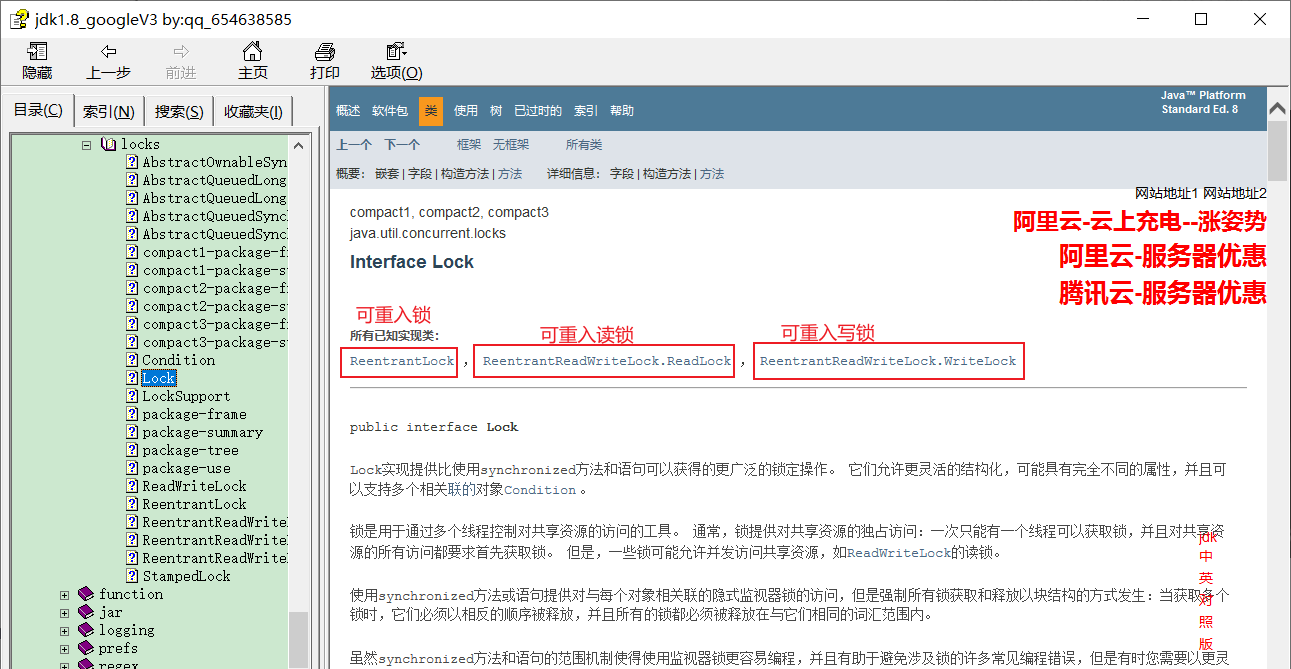 jdk1.8_googleV3 by:qq_654638585
隐藏 上一步 前进 主页 打印 选项(O)
目录(C) 索引(N) 搜索(S) 收藏夹(I)
locks
AbstractOwnableSyn
AbstractQueuedLong
AbstractQueuedLong
AbstractQueuedSync
AbstractQueuedSync
compact1-package-f
compact1-package-s
compact2-package-f
compact2-package-s
compact3-package-f
compact3-package-s
Condition
Lock
LockSupport
package-frame
package-summary
package-tree
package-use
ReadWriteLock
ReentrantLock
ReentrantReadWrite
ReentrantReadWrite
ReentrantReadWrite
StampedLock
function
jar
logging
prefs
regex
概述 软件包 类 使用 树 已过时的 索引 帮助
Java™ Platform
Standard Ed. 8
上一个 下一个 框架 无框架 所有类
概要: 嵌套 | 字段 | 构造方法 | 方法 详细信息: 字段 | 构造方法 | 方法
网站地址1 网站地址2
阿里云-云上充电--涨姿势
阿里云-服务器优惠
腾讯云-服务器优惠
compact1, compact2, compact3
java.util.concurrent.locks
Interface Lock
可重入锁
所有已知实现类:
可重入读锁 可重入写锁
ReentrantLock , ReentrantReadWriteLock.ReadLock , ReentrantReadWriteLock.WriteLock
public interface Lock
Lock实现提供比使用synchronized方法和语句可以获得的更广泛的锁定操作。 它们允许更灵活的结构化，可能具有完全不同的属性，并且可
以支持多个相关联的对象Condition 。
锁是用于通过多个线程控制对共享资源的访问的工具。 通常，锁提供对共享资源的独占访问：一次只能有一个线程可以获取锁，并且对共享资
源的所有访问都要求首先获取锁。 但是，一些锁可能允许并发访问共享资源，如ReadWriteLock的读锁。
使用synchronized方法或语句提供对与每个对象相关联的隐式监视器锁的访问，但是强制所有锁获取和释放以块结构的方式发生：当获取多个
锁时，它们必须以相反的顺序被释放，并且所有的锁都必须被释放在与它们相同的词汇范围内。
虽然synchronized方法和语句的范围机制使得使用监视器锁更容易编程，并且有助于避免涉及锁的许多常见编程错误，但是有时您需要以更灵
jdk
中
英
对
照
版